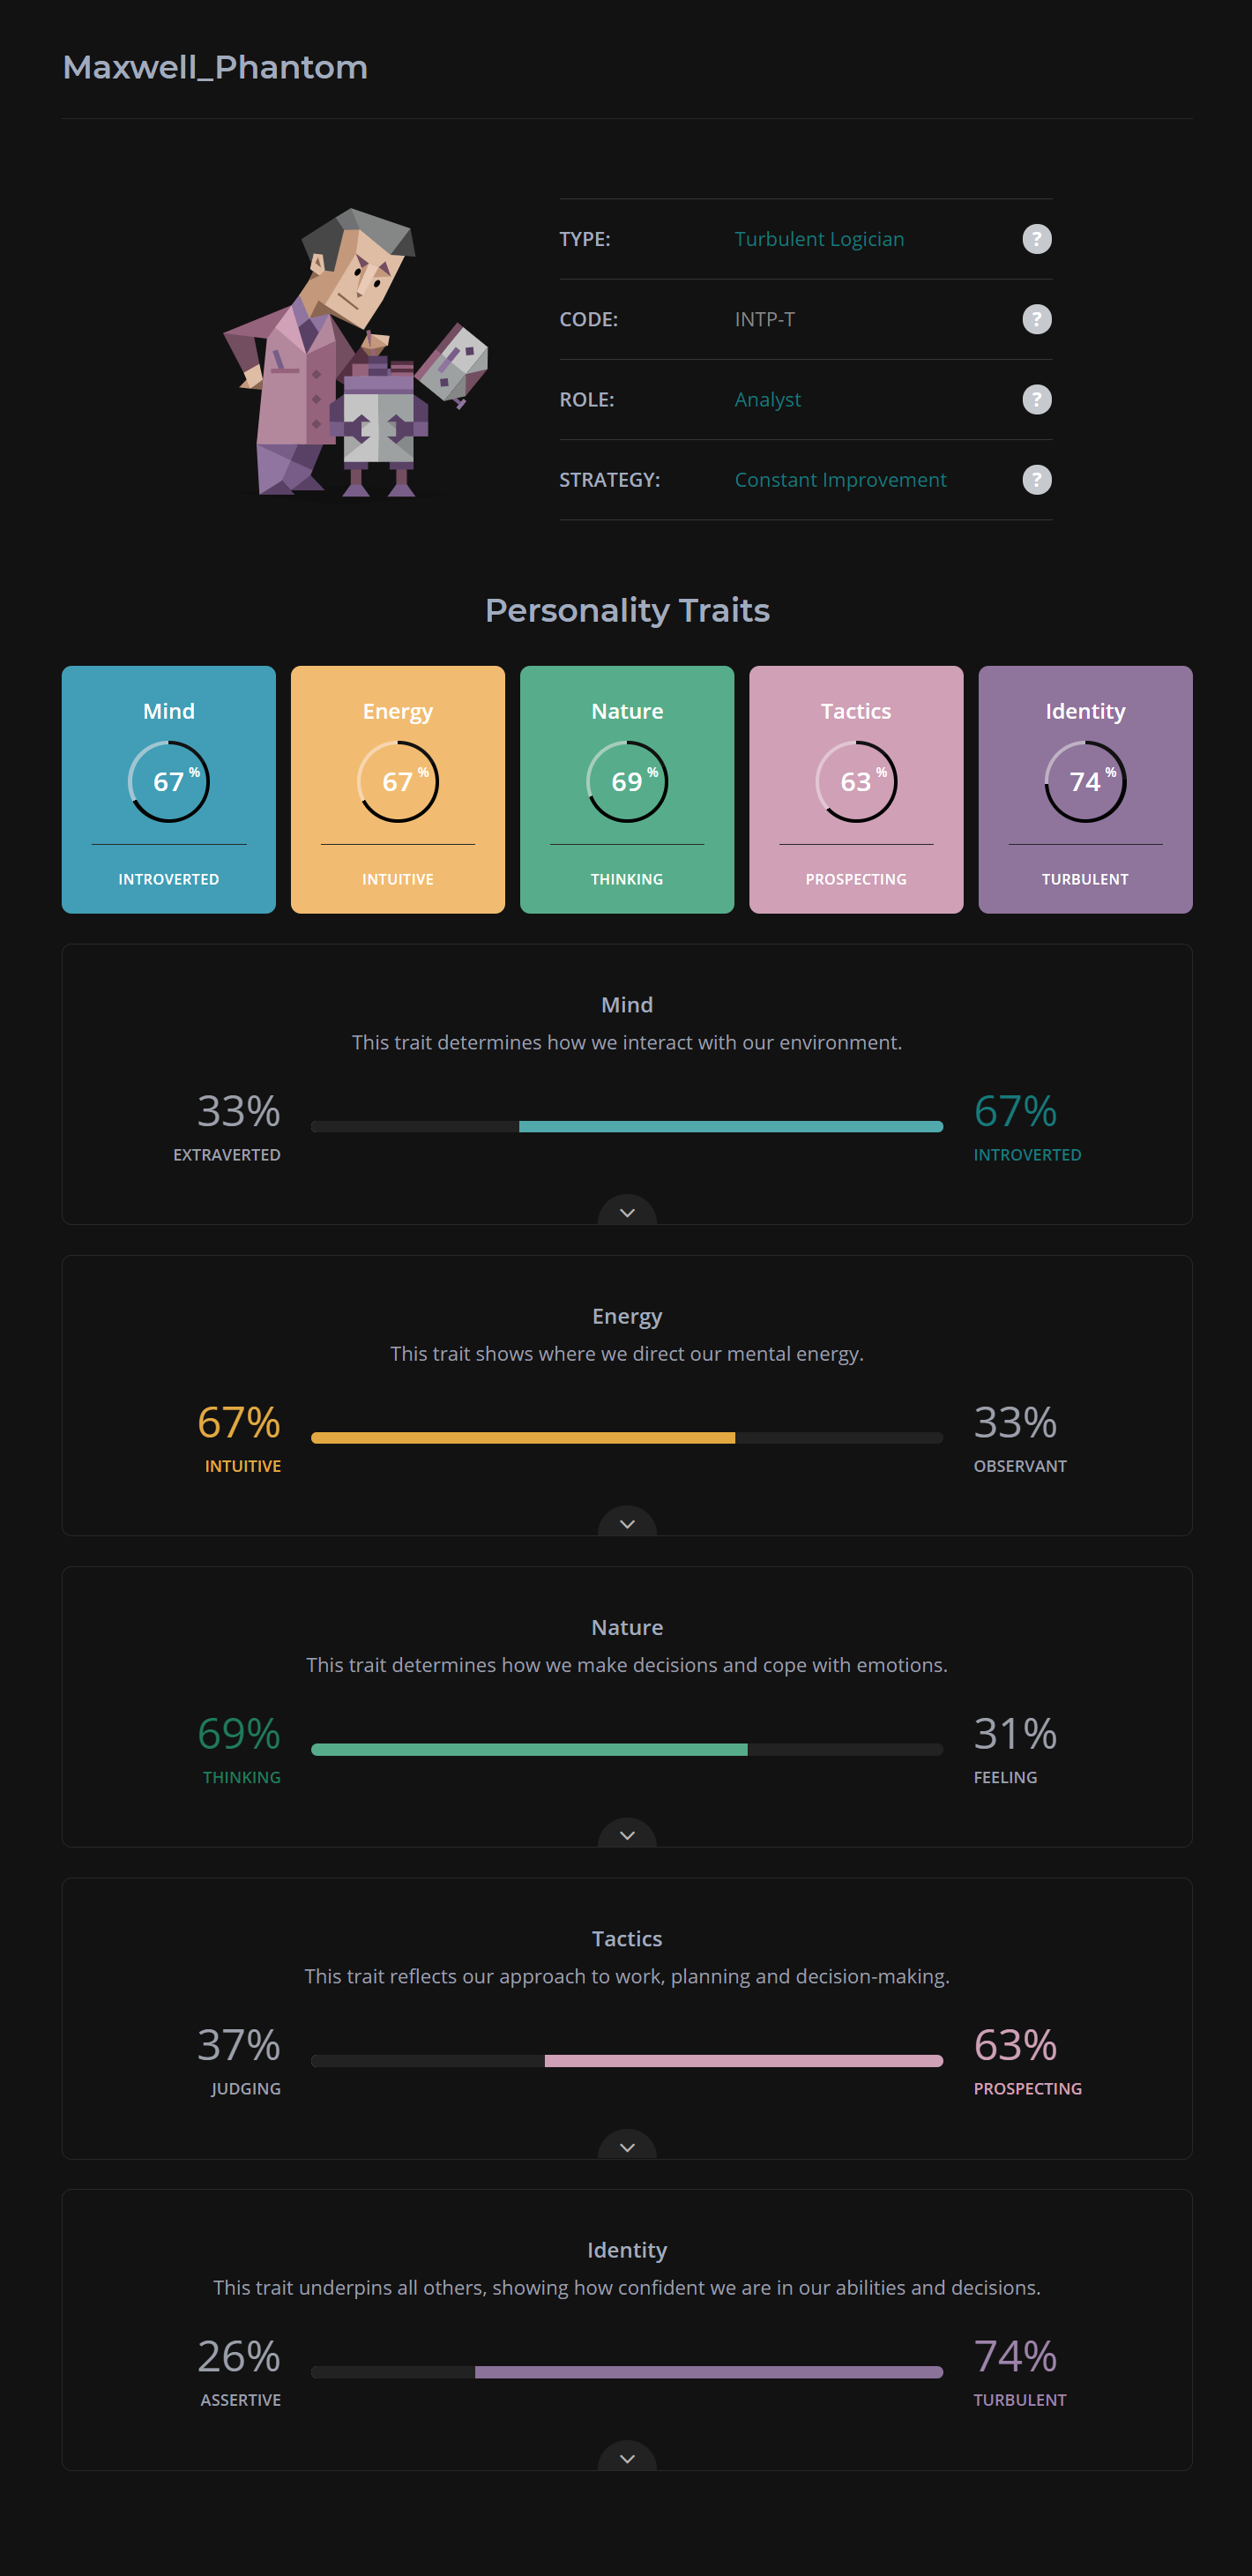 Maxwell_Phantom
TYPE: Turbulent Logician ?
CODE: INTP-T ?
ROLE: Analyst ?
STRATEGY: Constant Improvement ?
Personality Traits
Mind Energy Nature Tactics Identity
67% 67% 69% 63% 74%
INTROVERTED INTUITIVE THINKING PROSPECTING TURBULENT
Mind
This trait determines how we interact with our environment.
33% 67%
EXTRAVERTED INTROVERTED
Energy
This trait shows where we direct our mental energy.
67% 33%
INTUITIVE OBSERVANT
Nature
This trait determines how we make decisions and cope with emotions.
69% 31%
THINKING FEELING
Tactics
This trait reflects our approach to work, planning and decision-making.
37% 63%
JUDGING PROSPECTING
Identity
This trait underpins all others, showing how confident we are in our abilities and decisions.
26% 74%
ASSERTIVE TURBULENT